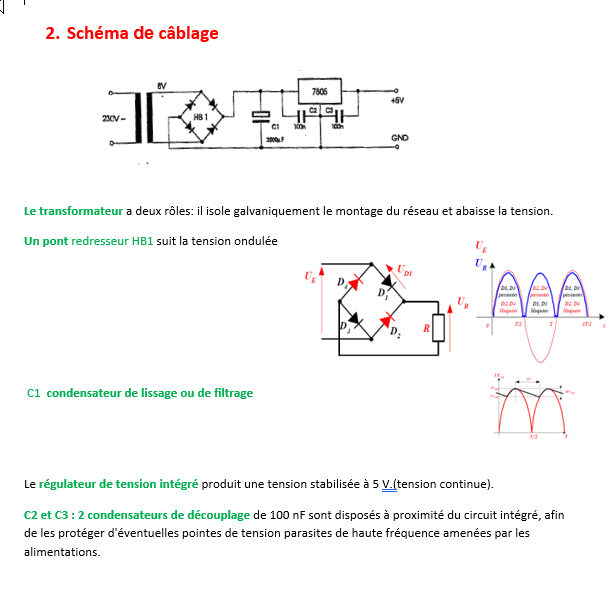 2. Schéma de câblage
8V
7805
+5V
230V~
HB1
C2 C3
C1
100n
100n
GND
Le transformateur a deux rôles: il isole galvaniquement le montage du réseau et abaisse la tension.
Un pont redresseur HB1 suit la tension ondulée
UE
UR
UE
D4
UD1
D1
UR
D3
D2
R
T/2
T
C1 condensateur de lissage ou de filtrage
T/2
T
Le régulateur de tension intégré produit une tension stabilisée à 5 V.(tension continue).
C2 et C3 : 2 condensateurs de découplage de 100 nF sont disposés à proximité du circuit intégré, afin
de les protéger d'éventuelles pointes de tension parasites de haute fréquence amenées par les
alimentations.